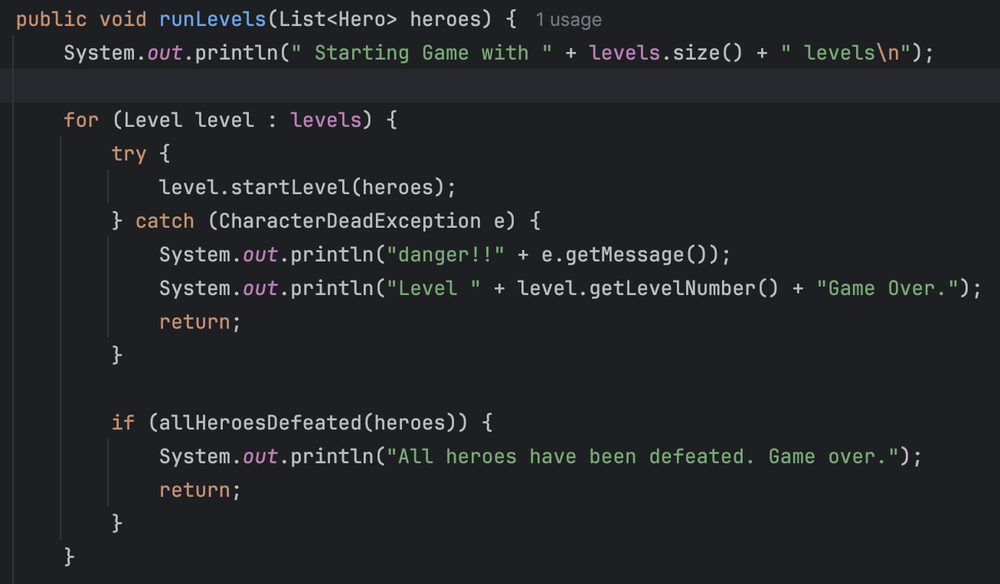 public void runLevels(List<Hero> heroes) { 1 usage
    System.out.println(" Starting Game with " + levels.size() + " levels\n");

    for (Level level : levels) {
        try {
            level.startLevel(heroes);
        } catch (CharacterDeadException e) {
            System.out.println("danger!!" + e.getMessage());
            System.out.println("Level " + level.getLevelNumber() + "Game Over.");
            return;
        }

        if (allHeroesDefeated(heroes)) {
            System.out.println("All heroes have been defeated. Game over.");
            return;
        }
    }